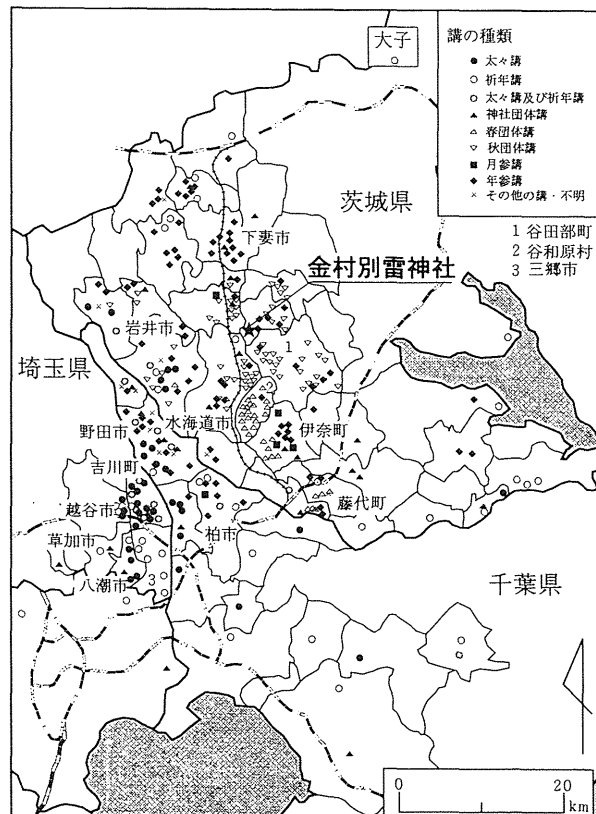 大子
講の種類
太々講
祈年講
太々講及び祈年講
神社団体講
春団体講
秋団体講
月参講
年参講
その他の講・不明
1 谷田部町
2 谷和原村
3 三郷市
茨城県
下妻市
金村別雷神社
岩井市
1
埼玉県
2
水海道市
伊奈町
野田市
吉川町
越谷市
藤代町
草加市
柏市
八潮市
3
千葉県
0 20
km